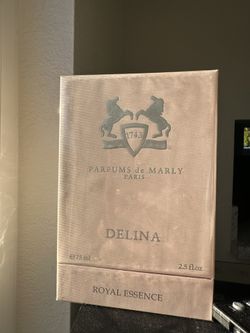 1743
PARFUMS de MARLY
PARIS
DELINA
℮ 75 ml 2.5 fl.oz
ROYAL ESSENCE